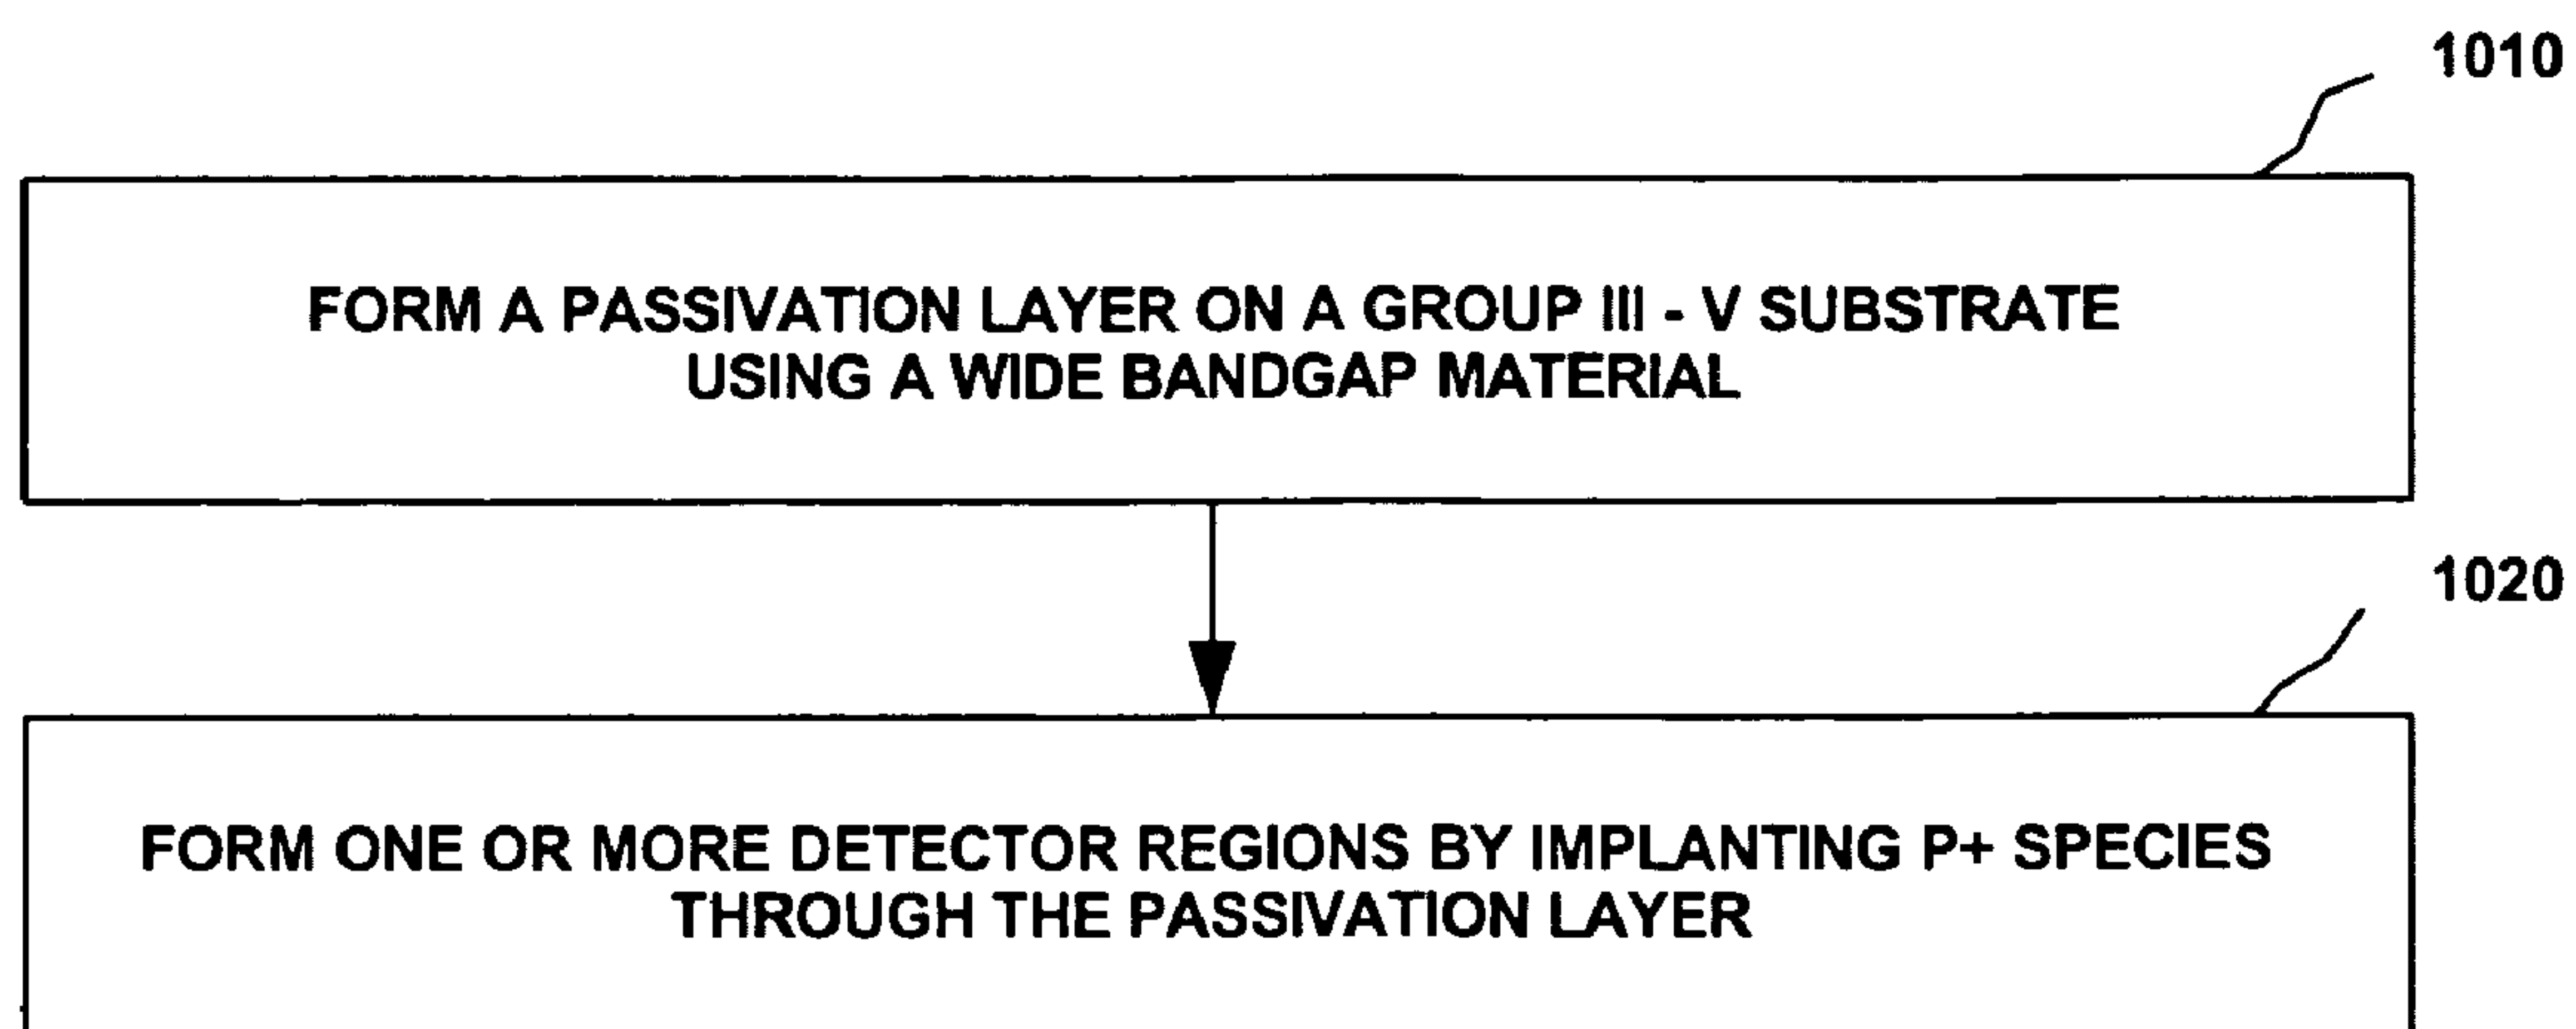 1010
FORM A PASSIVATION LAYER ON A GROUP III - V SUBSTRATE
USING A WIDE BANDGAP MATERIAL
1020
FORM ONE OR MORE DETECTOR REGIONS BY IMPLANTING P+ SPECIES
THROUGH THE PASSIVATION LAYER